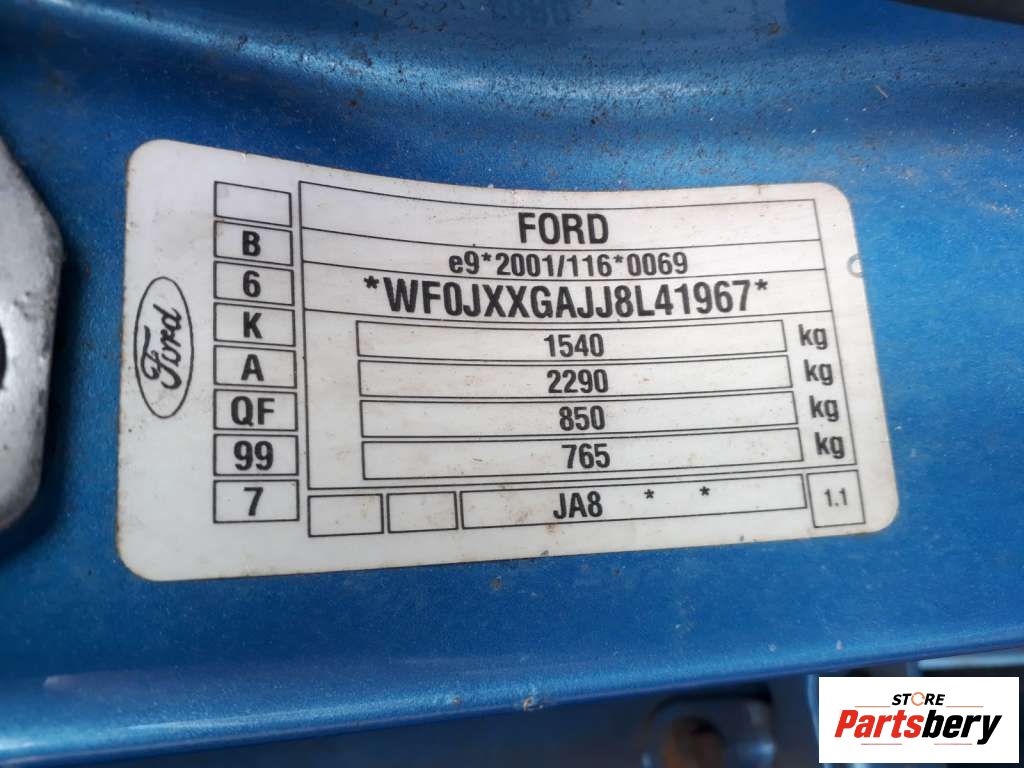 FORD
e9*2001/116*0069
*WF0JXXGAJJ8L41967*
1540 kg
2290 kg
850 kg
765 kg
JA8 * *
1.1
B
6
K
A
QF
99
7
Ford
STORE
Partsbery